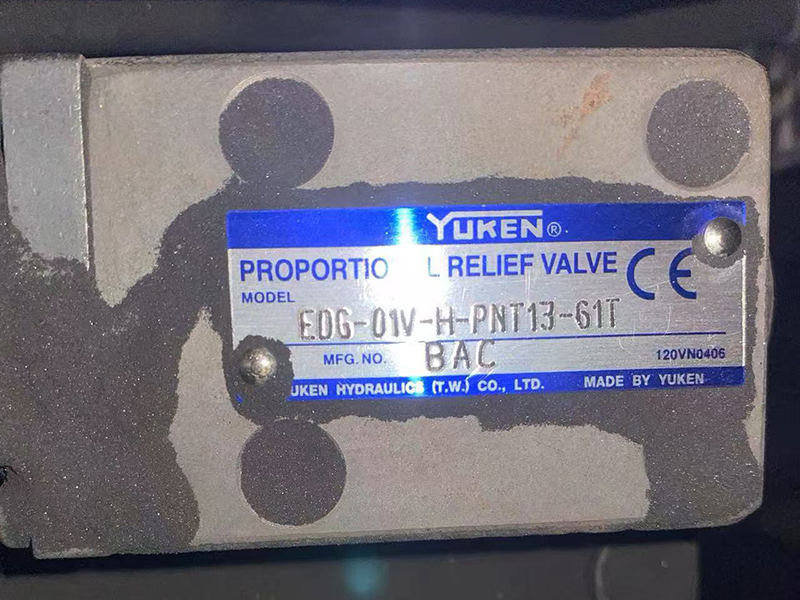 YUKEN®
PROPORTIO L RELIEF VALVE CE
MODEL
EDG-01V-H-PNT13-61T
MFG. NO. BAC 120VN0406
UKEN HYDRAULICS (T.W.) CO., LTD. MADE BY YUKEN